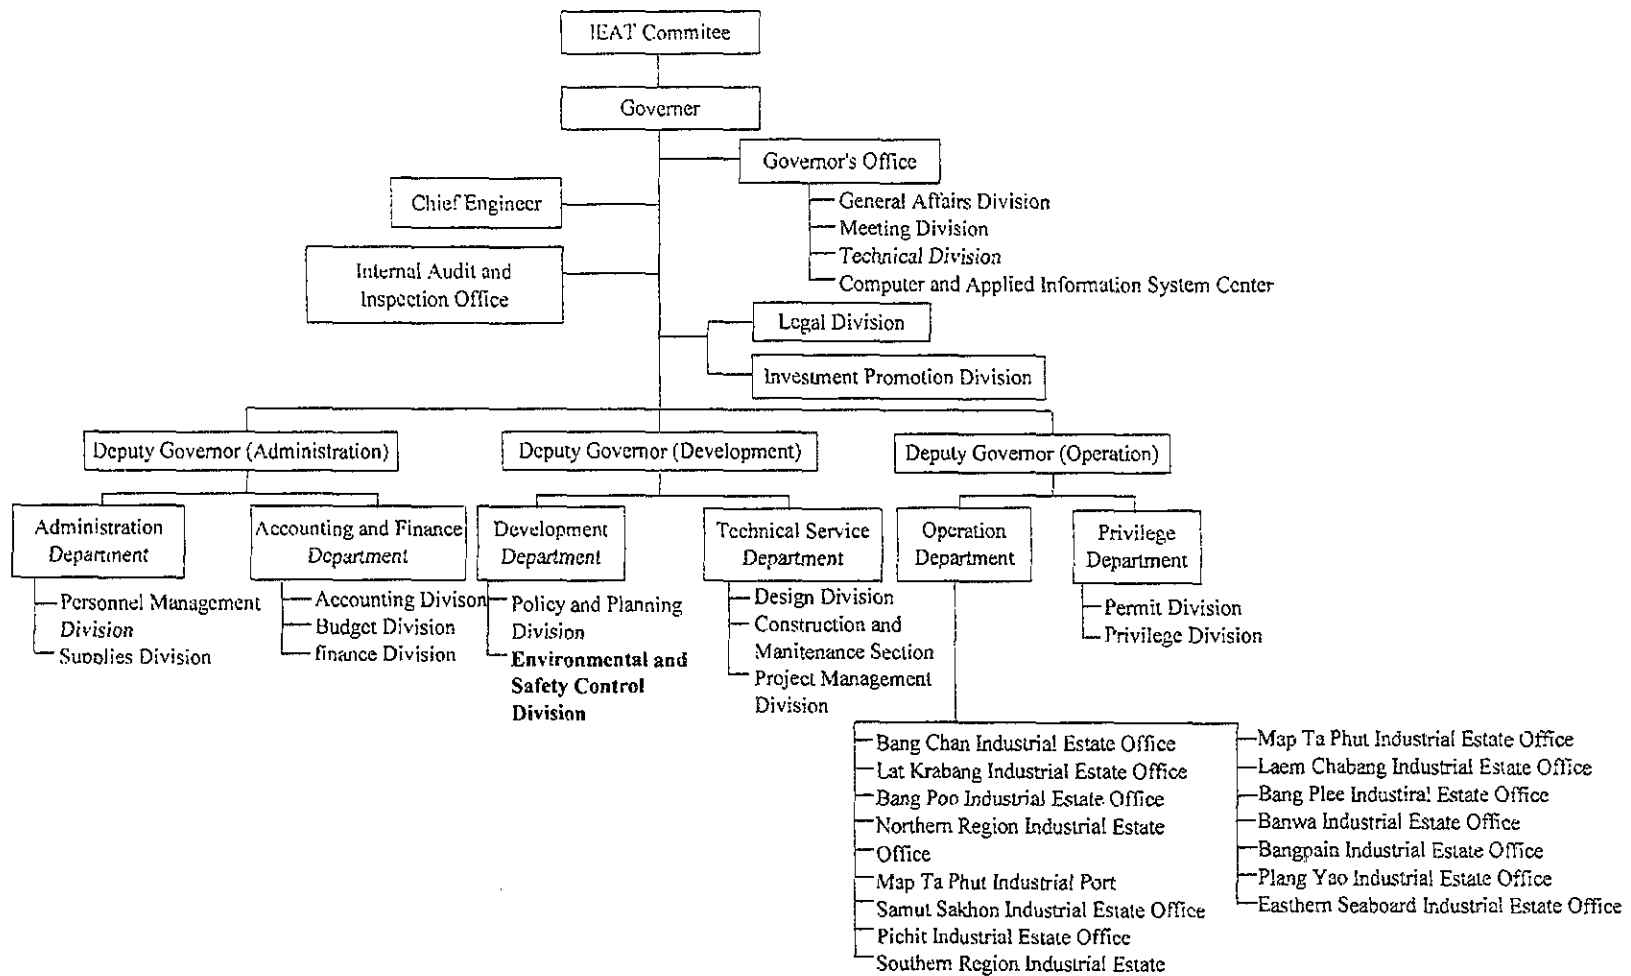 IEAT Commitee
Governer
Governor's Office
General Affairs Division
Meeting Division
Technical Division
Computer and Applied Information System Center
Chief Engineer
Internal Audit and
Inspection Office
Legal Division
Investment Promotion Division
Deputy Governor (Administration)
Deputy Governor (Development)
Deputy Governor (Operation)
Administration
Department
Personnel Management
Division
Supplies Division
Accounting and Finance
Department
Accounting Divison
Budget Division
finance Division
Development
Department
Policy and Planning
Division
Environmental and
Safety Control
Division
Technical Service
Department
Design Division
Construction and
Manitenance Section
Project Management
Division
Operation
Department
Privilege
Department
Permit Division
Privilege Division
Bang Chan Industrial Estate Office
Lat Krabang Industrial Estate Office
Bang Poo Industrial Estate Office
Northern Region Industrial Estate
Office
Map Ta Phut Industrial Port
Samut Sakhon Industrial Estate Office
Pichit Industrial Estate Office
Southern Region Industrial Estate
Map Ta Phut Industrial Estate Office
Laem Chabang Industrial Estate Office
Bang Plee Industiral Estate Office
Banwa Industrial Estate Office
Bangpain Industrial Estate Office
Plang Yao Industrial Estate Office
Easthern Seaboard Industrial Estate Office